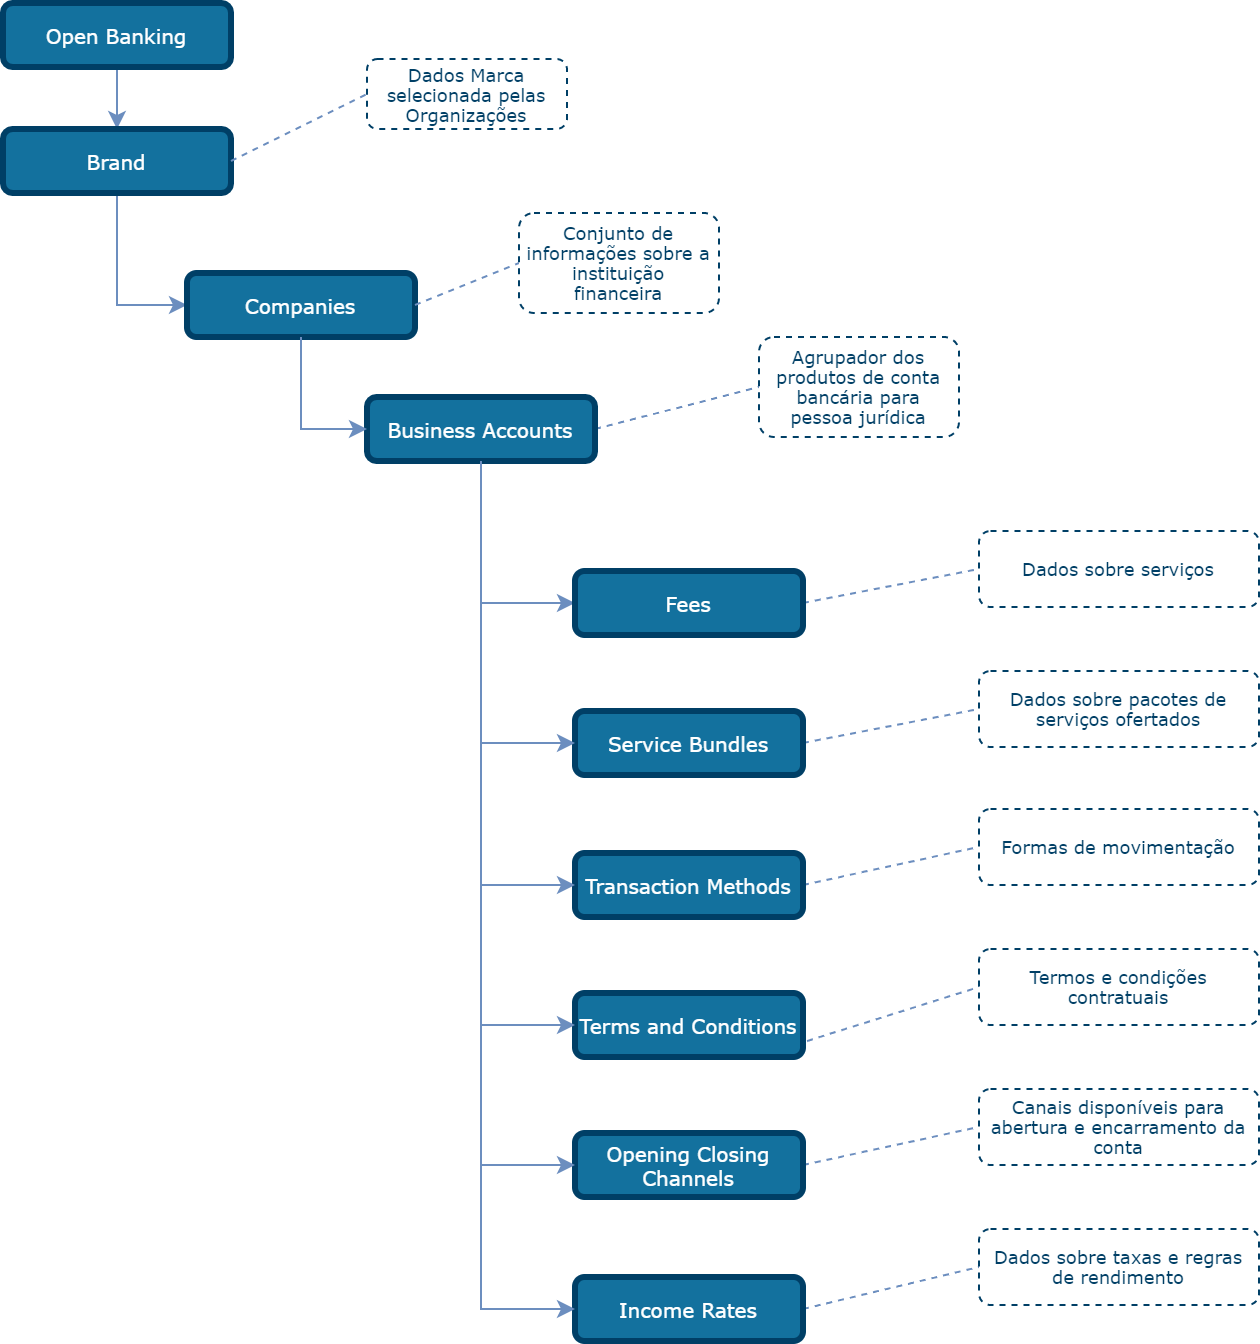 Open Banking
Dados Marca
selecionada pelas
Organizações
Brand
Conjunto de
informações sobre a
instituição
financeira
Companies
Agrupador dos
produtos de conta
bancária para
pessoa jurídica
Business Accounts
Dados sobre serviços
Fees
Dados sobre pacotes de
serviços ofertados
Service Bundles
Formas de movimentação
Transaction Methods
Termos e condições
contratuais
Terms and Conditions
Canais disponíveis para
abertura e encarramento da
conta
Opening Closing
Channels
Dados sobre taxas e regras
de rendimento
Income Rates